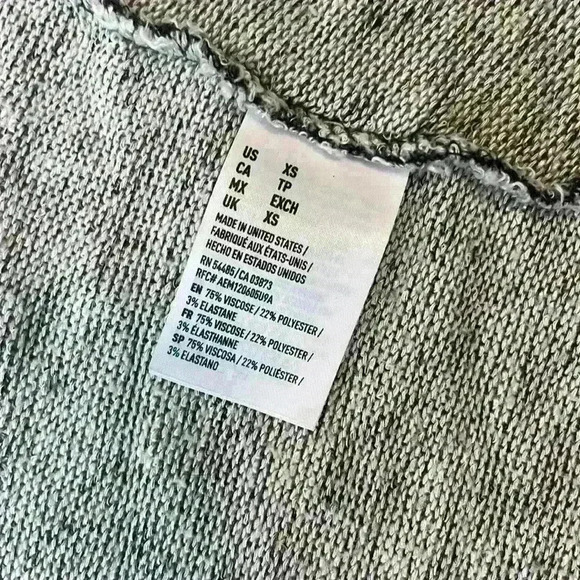 US XS
CA TP
MX EXCH
UK XS
MADE IN UNITED STATES /
FABRIQUÉ AUX ÉTATS-UNIS /
HECHO EN ESTADOS UNIDOS
RN 54485 / CA 03873
RFC# AEM120605U9A
EN 75% VISCOSE / 22% POLYESTER /
3% ELASTANE
FR 75% VISCOSE / 22% POLYESTER /
3% ÉLASTHANNE
SP 75% VISCOSA / 22% POLIÉSTER /
3% ELASTANO